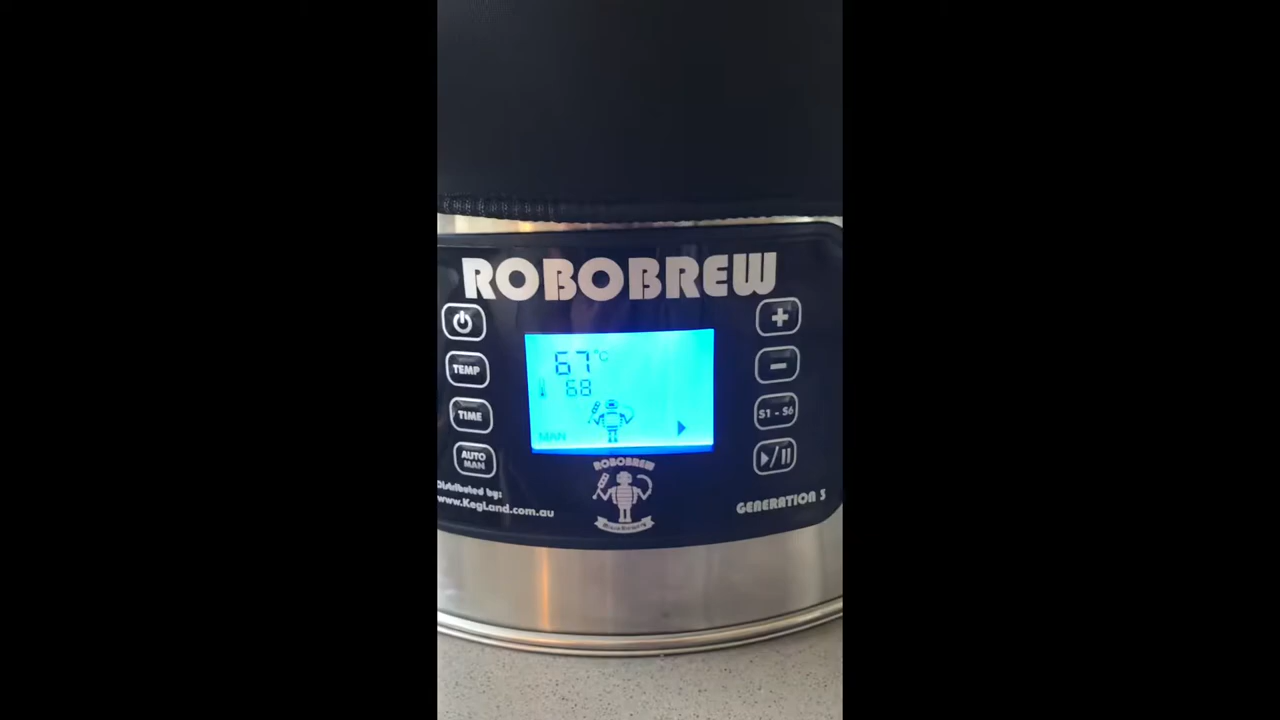 ROBOBREW
TEMP
TIME
AUTO
MAN
S1 - S6
67°C
68
MAN
ROBOBREW
Distributed by:
www.KegLand.com.au
GENERATION 3